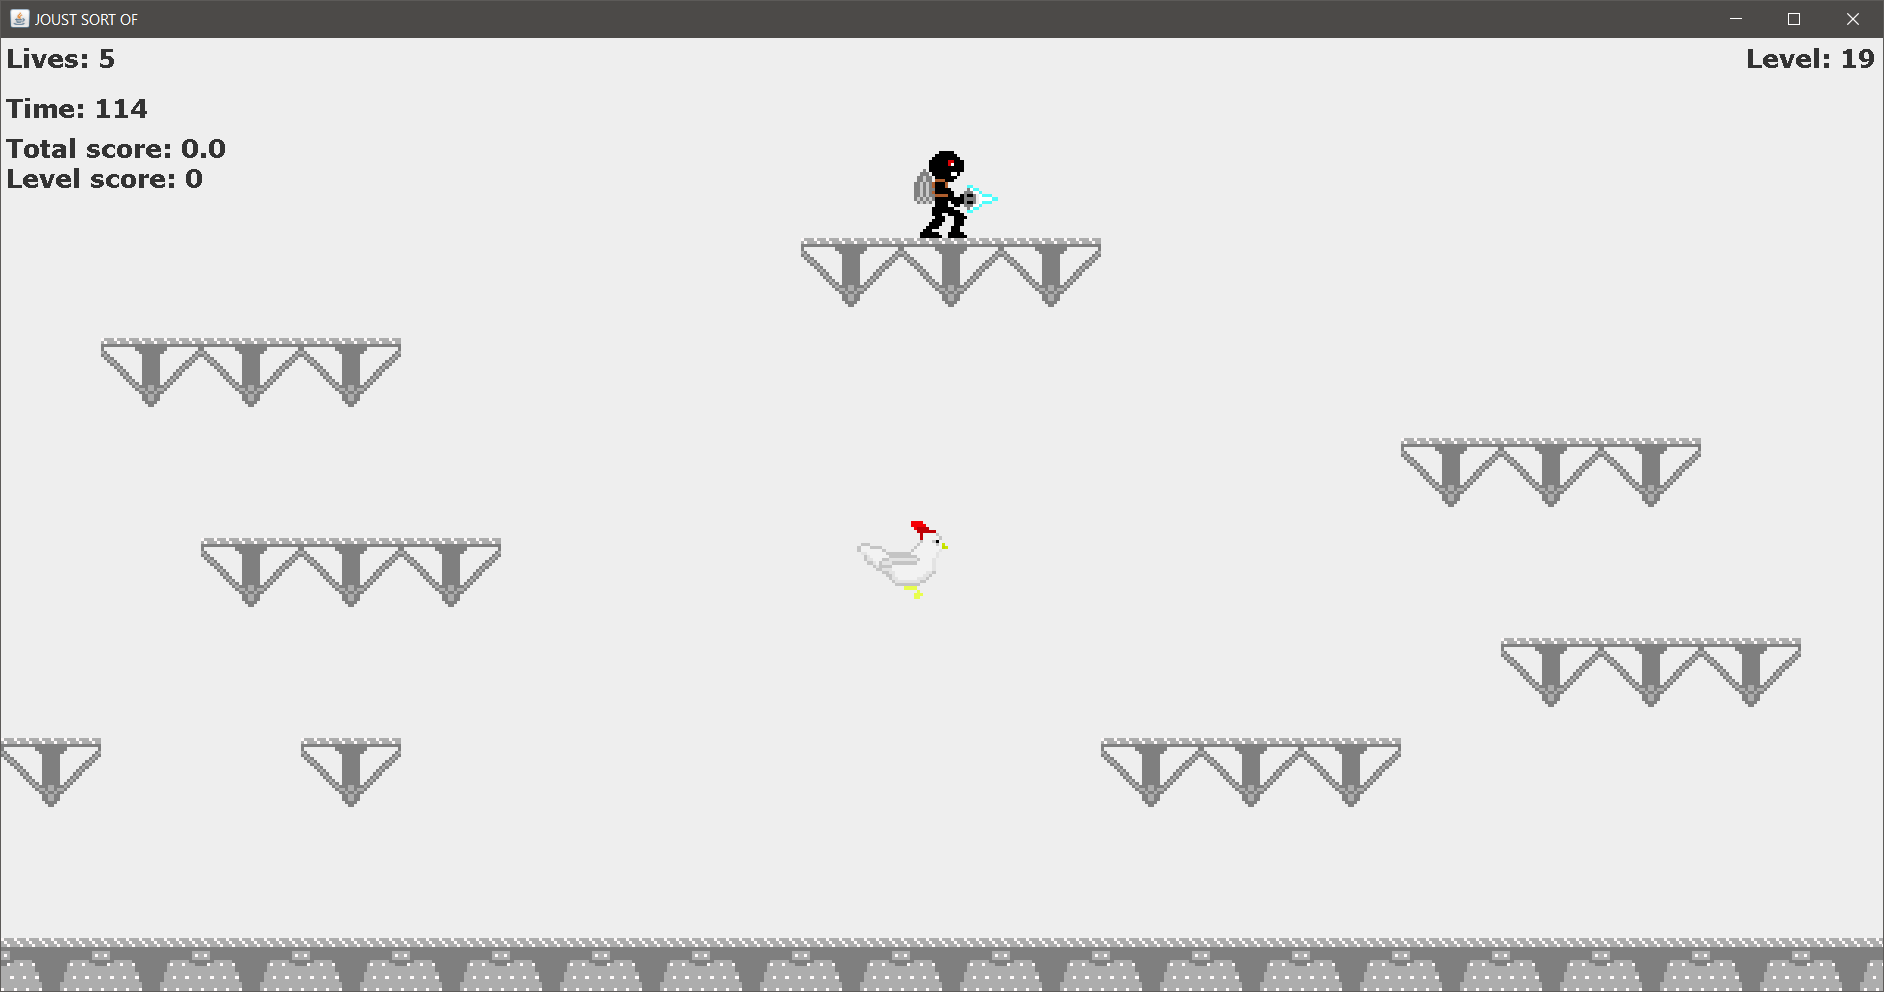 JOUST SORT OF
Lives: 5
Level: 19
Time: 114
Total score: 0.0
Level score: 0